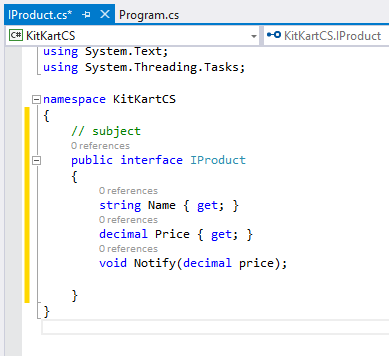 IProduct.cs* Program.cs
C# KitKartCS KitKartCS.IProduct
using System.Text;
using System.Threading.Tasks;
namespace KitKartCS
{
// subject
0 references
public interface IProduct
{
0 references
string Name { get; }
0 references
decimal Price { get; }
0 references
void Notify(decimal price);
}
}